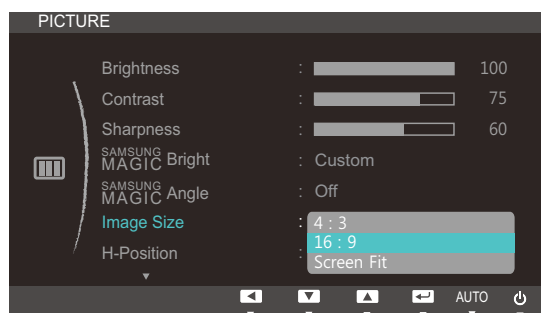 PICTURE
Brightness : 100
Contrast : 75
Sharpness : 60
SAMSUNG MAGIC Bright : Custom
SAMSUNG MAGIC Angle : Off
Image Size : 4 : 3
16 : 9
H-Position :
Screen Fit
AUTO